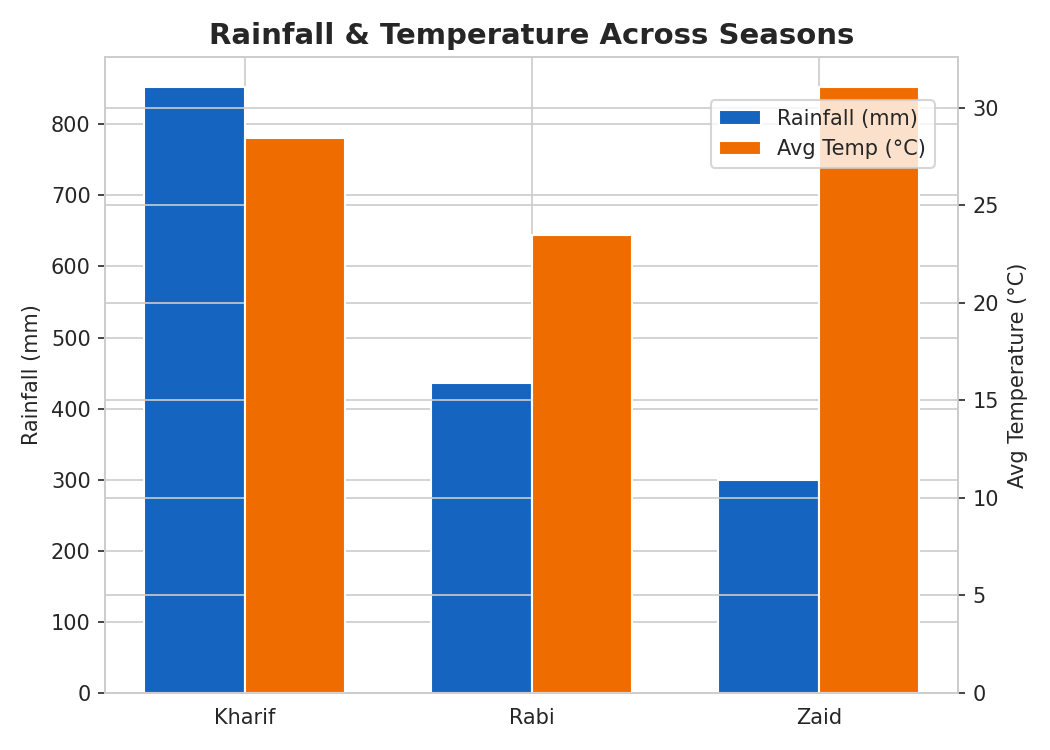 Rainfall & Temperature Across Seasons
Rainfall (mm)
800
700
600
500
400
300
200
100
0
Rainfall (mm)
Avg Temp (°C)
30
25
20
15
10
5
0
Avg Temperature (°C)
Kharif
Rabi
Zaid